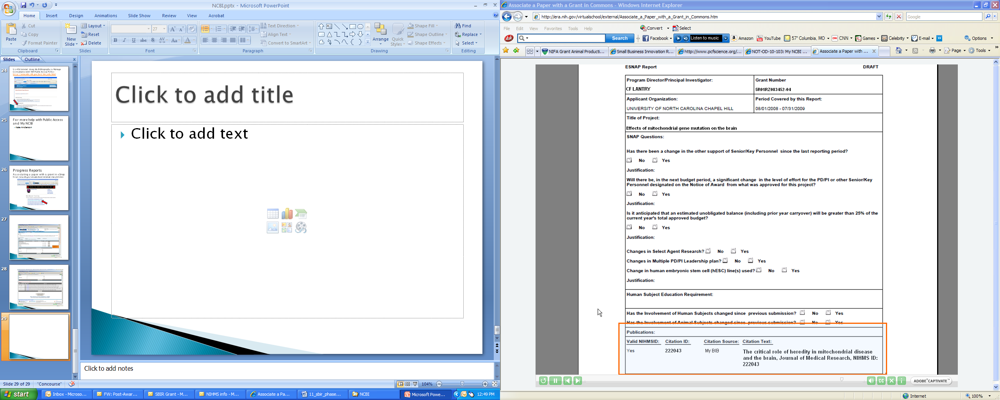 NCBI.pptx - Microsoft PowerPoint
Home Insert Design Animations Slide Show Review View Acrobat
Paste
Cut
Copy
Format Painter
Clipboard
New Slide
Layout
Reset
Delete
Slides
27
Font
Paragraph
Text Direction
Align Text
Convert to SmartArt
Arrange
Quick Styles
Shape Fill
Shape Outline
Shape Effects
Drawing
Find
Replace
Select
Editing
Slides Outline
24
Useful tutorial: Using My Bibliography to Manage
Compliance with NIH Public Access Policy:
25
For more help with Public Access
and My NCBI
Kate Anderson
26
Progress Reports
Associating a paper with a grant in eSnap
27
28
29
Click to add title
Click to add text
Click to add notes
Slide 29 of 29 "Concourse" 104%
start Inbox - Microso... FW: Post-Awar... SBIR Grant - M... NIHMS info - M... Associate a Pa... 11_sbir_phase... NCBI Microsoft Powe... 12:49 PM
Associate a Paper with a Grant in Commons - Windows Internet Explorer
http://era.nih.gov/virtualschool/external/Associate_a_Paper_with_a_Grant_in_Commons.htm
Google
File Edit View Favorites Tools Help Convert Select
Ask Search Facebook Listen to music Amazon YouTube 57° Columbia, MO CNN Games Celebrity E-mail Options
NIFA Grant Animal Producti... Small Business Innovation R... http://www.pcfscience.org/... NOT-OD-10-103: My NCBI ... Associate a Paper with ... Page Tools
ESNAP Report DRAFT
Program Director/Principal Investigator: Grant Number
CF LANTRY 5R01RZ083452-04
Applicant Organization: Period Covered by this Report:
UNIVERSITY OF NORTH CAROLINA CHAPEL HILL 08/01/2008 - 07/31/2009
Title of Project:
Effects of mitochondrial gene mutation on the brain
SNAP Questions:
Has there been a change in the other support of Senior/Key Personnel since the last reporting period?
No Yes
Justification:
Will there be, in the next budget period, a significant change in the level of effort for the PD/PI or other Senior/Key
Personnel designated on the Notice of Award from what was approved for this project?
No Yes
Justification:
Is it anticipated that an estimated unobligated balance (including prior year carryover) will be greater than 25% of the
current year's total approved budget?
No Yes
Justification:
Changes in Select Agent Research? No Yes
Changes in Multiple PD/PI Leadership plan? No Yes
Change in human embryonic stem cell (hESC) line(s) used? No Yes
Justification:
Human Subject Education Requirement:
Has the Involvement of Human Subjects changed since previous submission? No Yes
Has the Involvement of Animal Subjects changed since previous submission? No Yes
Publications:
Valid NIHMSID: Citation ID: Citation Source: Citation Text:
Yes 222043 My BIB The critical role of heredity in mitochondrial disease
and the brain, Journal of Medical Research, NIHMS ID:
222043
CC ADOBE®CAPTIVATE™
Internet 100%